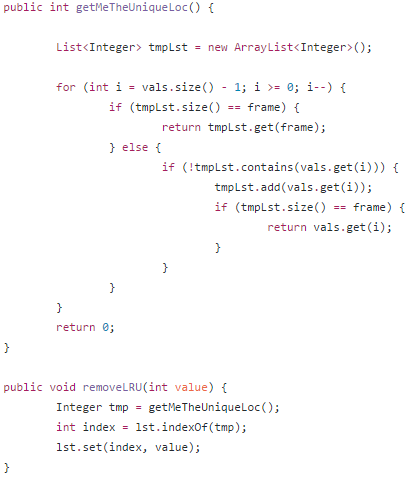 public int getMeTheUniqueLoc() {
List<Integer> tmpLst = new ArrayList<Integer>();
for (int i = vals.size() - 1; i >= 0; i--) {
if (tmpLst.size() == frame) {
return tmpLst.get(frame);
} else {
if (!tmpLst.contains(vals.get(i))) {
tmpLst.add(vals.get(i));
if (tmpLst.size() == frame) {
return vals.get(i);
}
}
}
}
return 0;
}
public void removeLRU(int value) {
Integer tmp = getMeTheUniqueLoc();
int index = lst.indexOf(tmp);
lst.set(index, value);
}